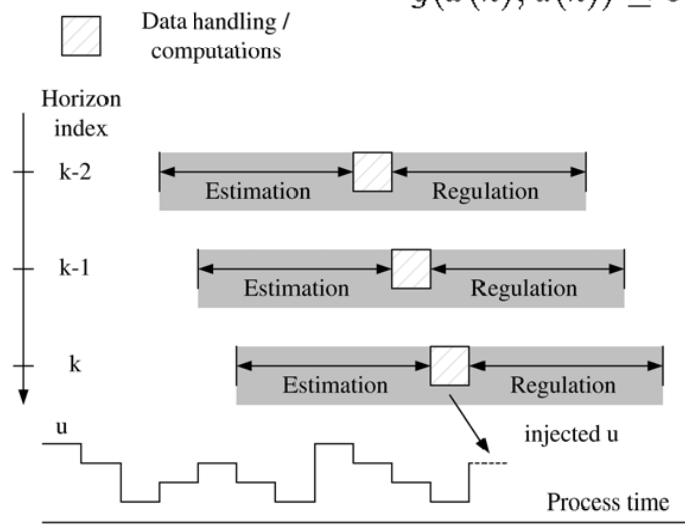 Data handling /
computations
Horizon
index
k-2
Estimation
Regulation
k-1
Estimation
Regulation
k
Estimation
Regulation
u
injected u
Process time